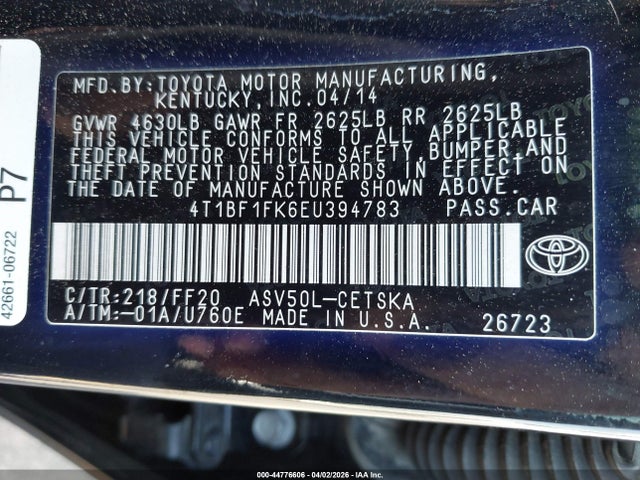 MFD.BY:TOYOTA MOTOR MANUFACTURING,
KENTUCKY,INC.04/14
GVWR 4630LB GAWR FR 2625LB RR 2625LB
THIS VEHICLE CONFORMS TO ALL APPLICABLE
FEDERAL MOTOR VEHICLE SAFETY,BUMPER,AND
THEFT PREVENTION STANDARDS IN EFFECT ON
THE DATE OF MANUFACTURE SHOWN ABOVE.
4T1BF1FK6EU394783 PASS.CAR
C/TR:218/FF20 ASV50L-CETSKA
A/TM:-01A/U760E MADE IN U.S.A. 26723
P7
42661-06722
000-44776606 | 04/02/2026 | IAA Inc.